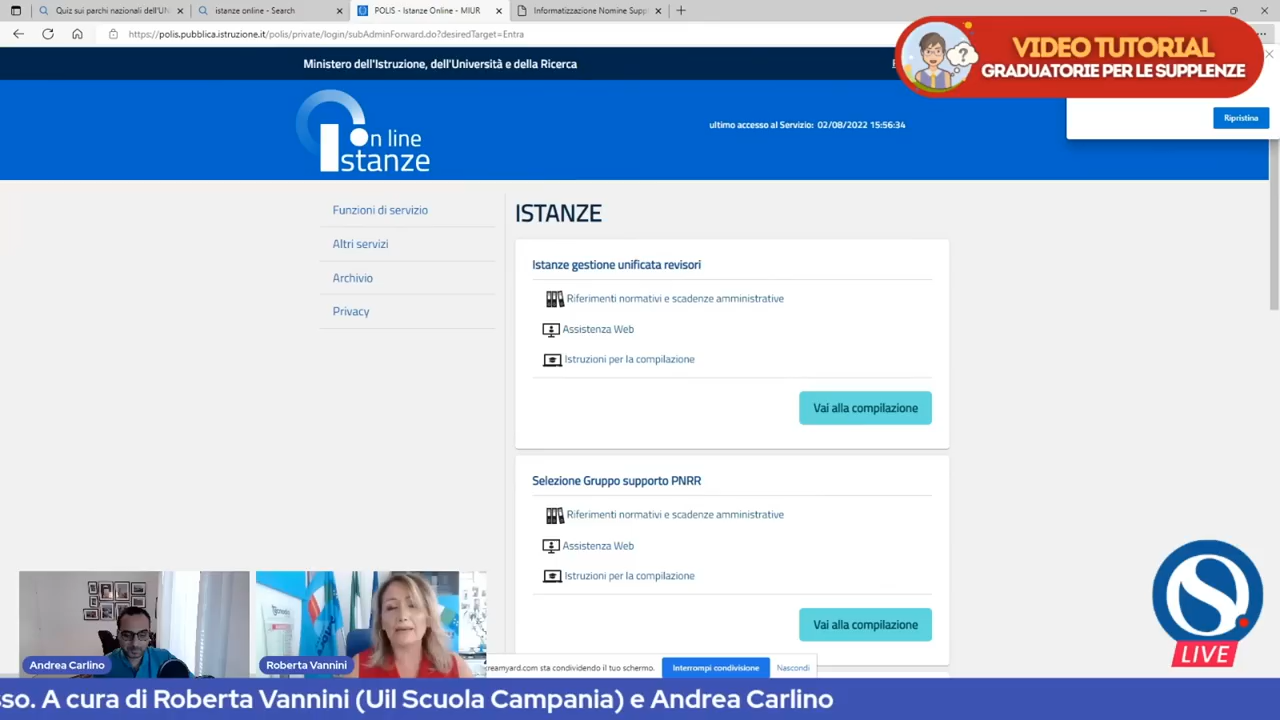 Quiz sui parchi nazionali dell'UN
istanze online - Search
POLIS - Istanze Online - MIUR
Informatizzazione Nomine Supp
https://polis.pubblica.istruzione.it/polis/private/login/subAdminForward.do?desiredTarget=Entra
VIDEO TUTORIAL
GRADUATORIE PER LE SUPPLENZE
Ministero dell'Istruzione, dell'Università e della Ricerca
Ripristina
ultimo accesso al Servizio: 02/08/2022 15:56:34
on line
Istanze
Funzioni di servizio
Altri servizi
Archivio
Privacy
ISTANZE
Istanze gestione unificata revisori
Riferimenti normativi e scadenze amministrative
Assistenza Web
Istruzioni per la compilazione
Vai alla compilazione
Selezione Gruppo supporto PNRR
Riferimenti normativi e scadenze amministrative
Assistenza Web
Istruzioni per la compilazione
Vai alla compilazione
S
LIVE
Andrea Carlino
Roberta Vannini
creamyard.com sta condividendo il tuo schermo.
Interrompi condivisione
Nascondi
sso. A cura di Roberta Vannini (Uil Scuola Campania) e Andrea Carlino